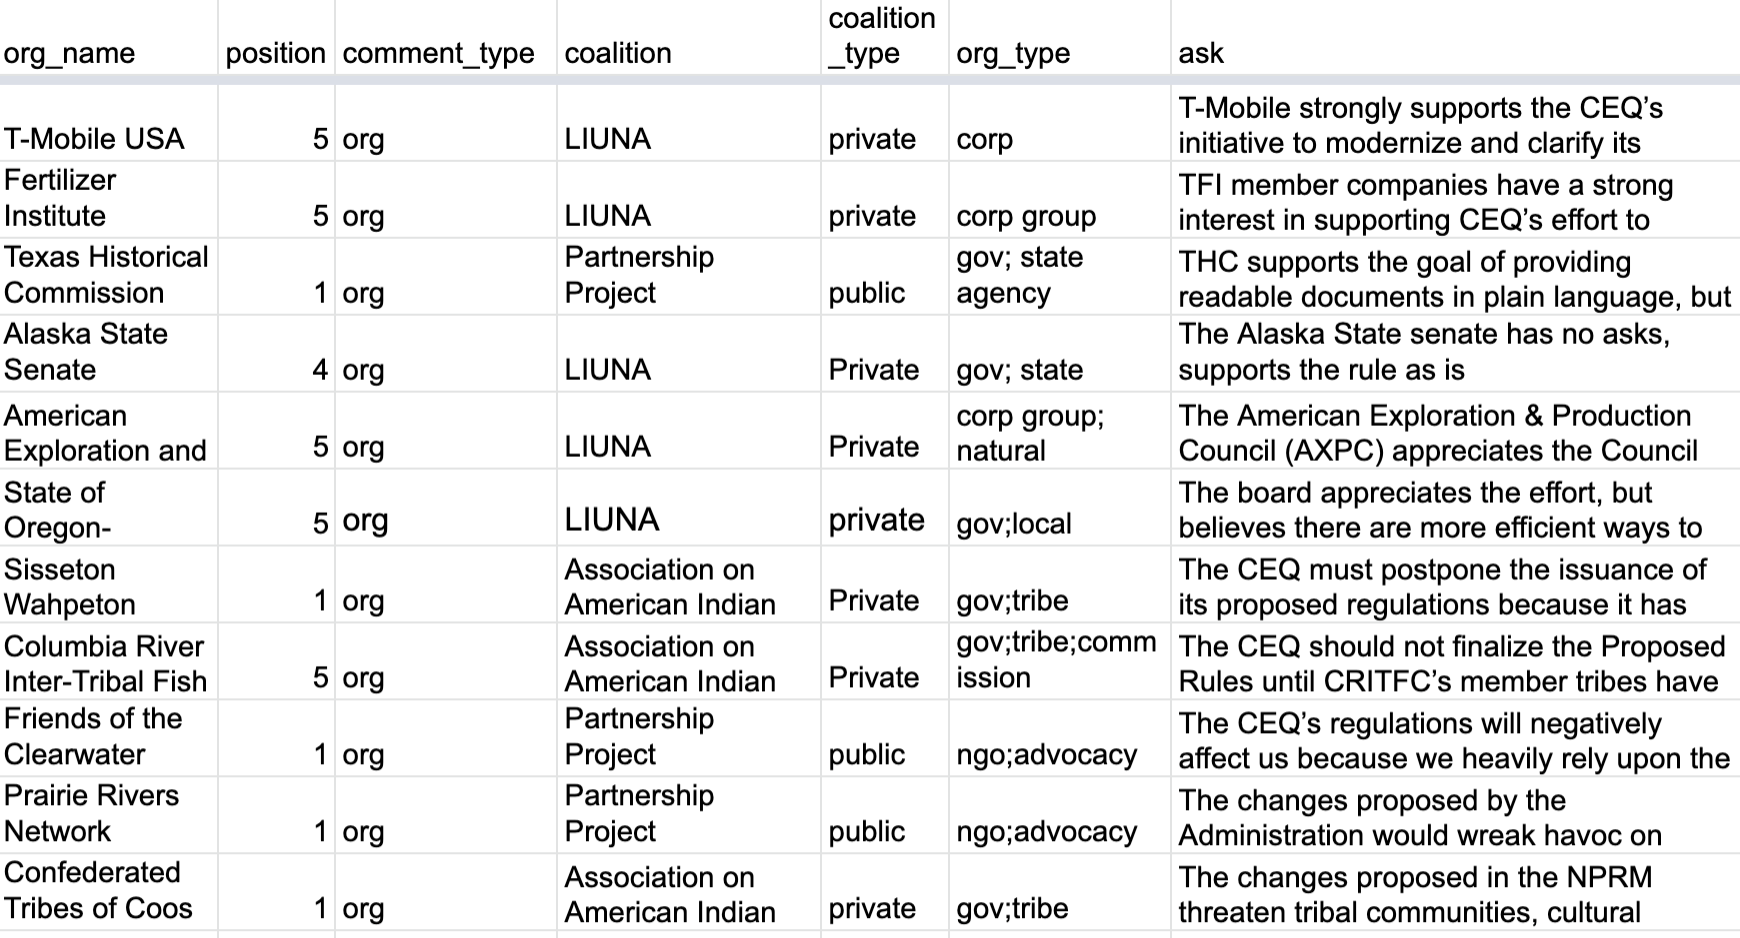 org_name position comment_type coalition coalition _type org_type ask
T-Mobile USA 5 org LIUNA private corp T-Mobile strongly supports the CEQ’s
initiative to modernize and clarify its
Fertilizer
Institute 5 org LIUNA private corp group TFI member companies have a strong
interest in supporting CEQ’s effort to
Texas Historical
Commission 1 org Partnership
Project public gov; state
agency THC supports the goal of providing
readable documents in plain language, but
Alaska State
Senate 4 org LIUNA Private gov; state The Alaska State senate has no asks,
supports the rule as is
American
Exploration and 5 org LIUNA Private corp group;
natural The American Exploration & Production
Council (AXPC) appreciates the Council
State of
Oregon- 5 org LIUNA private gov;local The board appreciates the effort, but
believes there are more efficient ways to
Sisseton
Wahpeton 1 org Association on
American Indian Private gov;tribe The CEQ must postpone the issuance of
its proposed regulations because it has
Columbia River
Inter-Tribal Fish 5 org Association on
American Indian Private gov;tribe;comm
ission The CEQ should not finalize the Proposed
Rules until CRITFC’s member tribes have
Friends of the
Clearwater 1 org Partnership
Project public ngo;advocacy The CEQ’s regulations will negatively
affect us because we heavily rely upon the
Prairie Rivers
Network 1 org Partnership
Project public ngo;advocacy The changes proposed by the
Administration would wreak havoc on
Confederated
Tribes of Coos 1 org Association on
American Indian private gov;tribe The changes proposed in the NPRM
threaten tribal communities, cultural